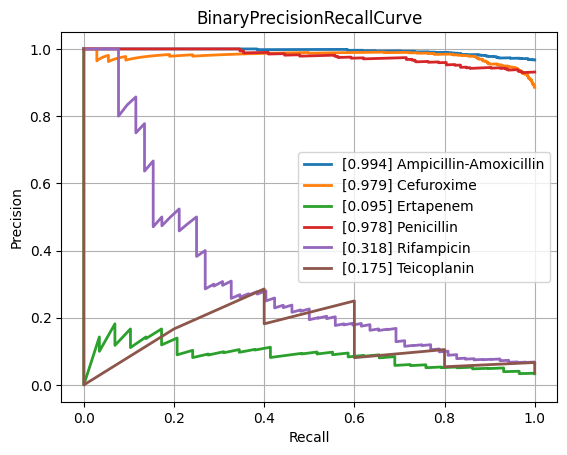 BinaryPrecisionRecallCurve
Precision
1.0
0.8
0.6
0.4
0.2
0.0
[0.994] Ampicillin-Amoxicillin
[0.979] Cefuroxime
[0.095] Ertapenem
[0.978] Penicillin
[0.318] Rifampicin
[0.175] Teicoplanin
0.0 0.2 0.4 0.6 0.8 1.0
Recall